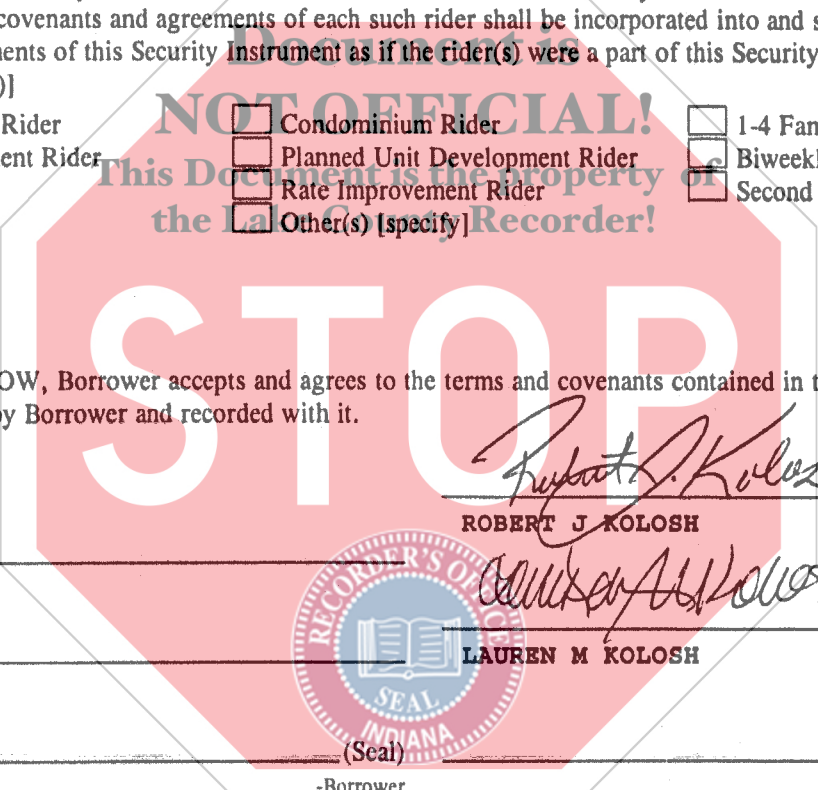 covenants and agreements of each such rider shall be incorporated into and s
ents of this Security Instrument as if the rider(s) were a part of this Security
)]
Document is
NOT OFFICIAL!
This Document is the property of
the Lake County Recorder!
Rider Condominium Rider 1-4 Fam
ent Rider Planned Unit Development Rider Biweekl
Rate Improvement Rider Second
Other(s) [specify]
STOP
OW, Borrower accepts and agrees to the terms and covenants contained in t
by Borrower and recorded with it.
Robert J. Kolos
ROBERT J KOLOSH
LAUREN M KOLOSH
RECORDER'S OFFICE
SEAL
INDIANA
(Seal)
-Borrower